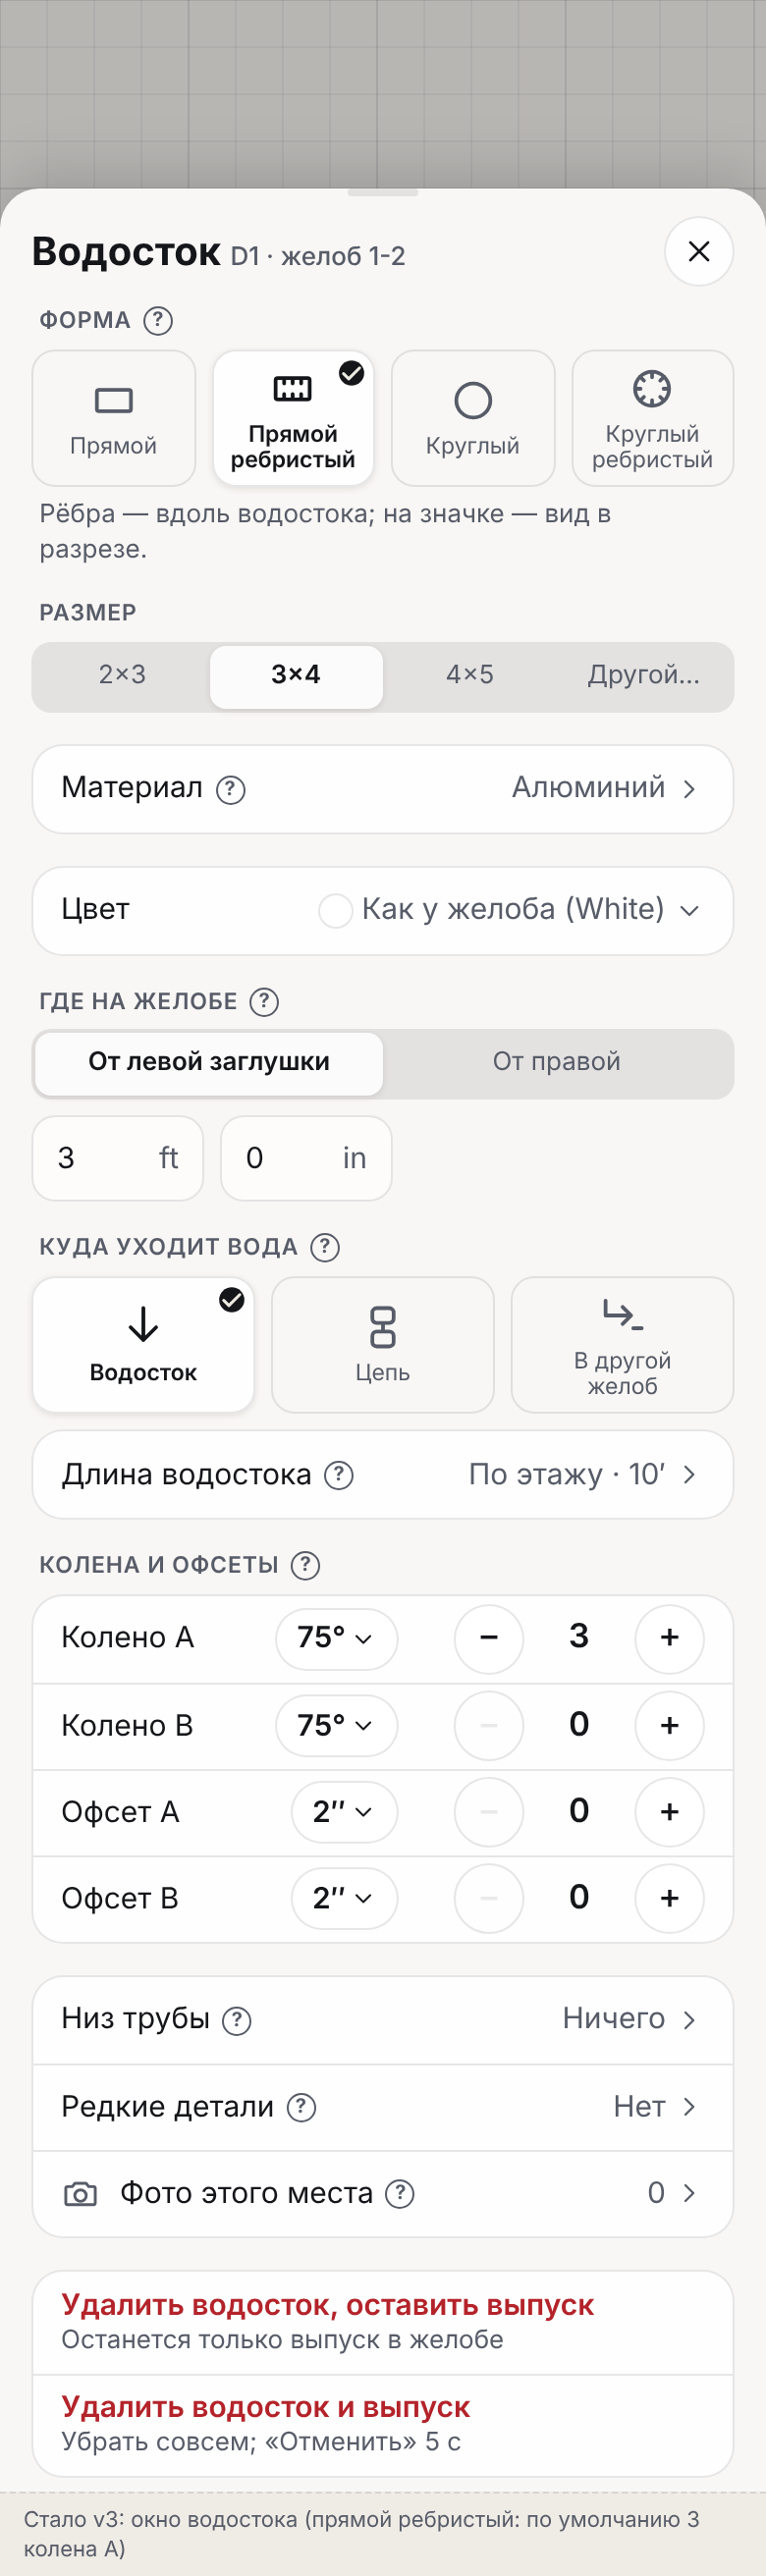 Водосток D1 · желоб 1-2
ФОРМА ?
Прямой
Прямой
ребристый
Круглый
Круглый
ребристый
Рёбра — вдоль водостока; на значке — вид в
разрезе.
РАЗМЕР
2×3 3×4 4×5 Другой...
Материал ? Алюминий
Цвет Как у желоба (White)
ГДЕ НА ЖЕЛОБЕ ?
От левой заглушки От правой
3 ft 0 in
КУДА УХОДИТ ВОДА ?
Водосток
Цепь
В другой
желоб
Длина водостока ? По этажу · 10′
КОЛЕНА И ОФСЕТЫ ?
Колено A 75° − 3 +
Колено B 75° − 0 +
Офсет A 2″ − 0 +
Офсет B 2″ − 0 +
Низ трубы ? Ничего
Редкие детали ? Нет
Фото этого места ? 0
Удалить водосток, оставить выпуск
Останется только выпуск в желобе
Удалить водосток и выпуск
Убрать совсем; «Отменить» 5 с
Стало v3: окно водостока (прямой ребристый: по умолчанию 3
колена A)